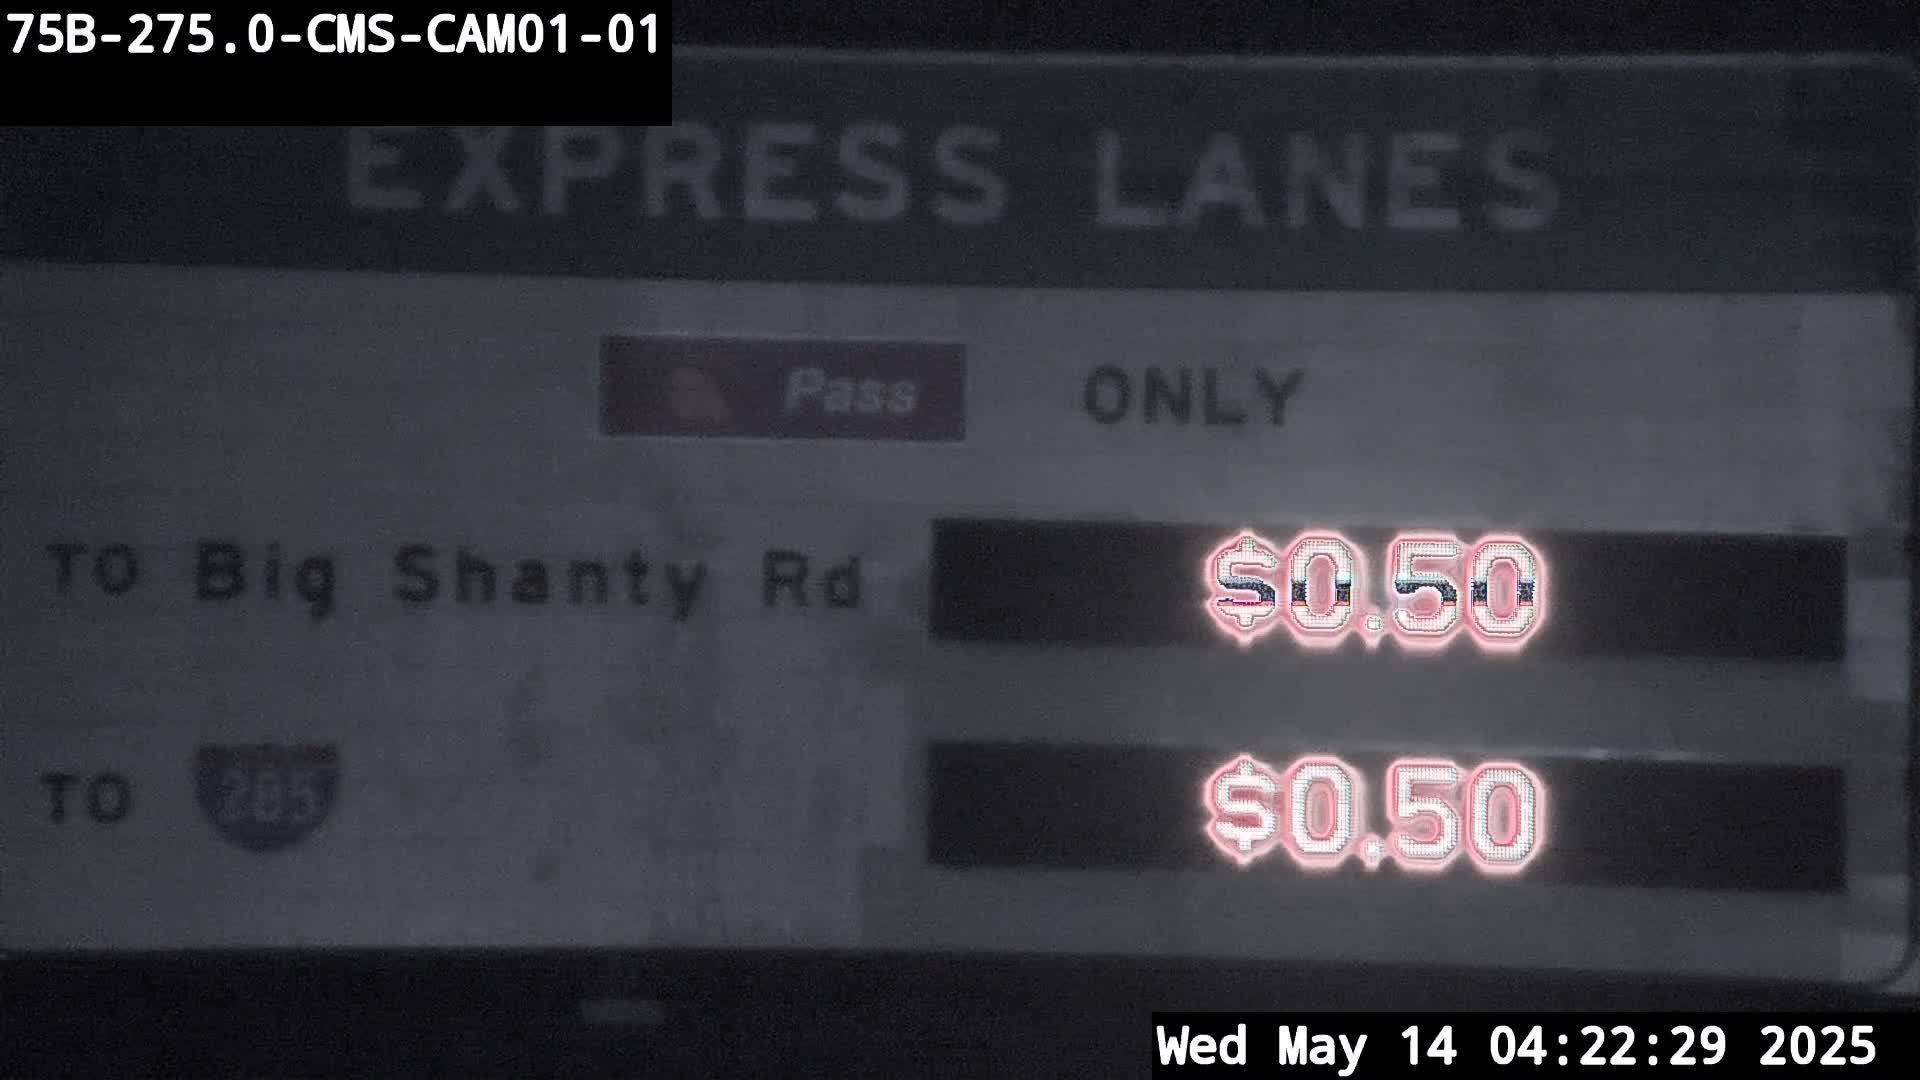 75B-275.0-CMS-CAM01-01
EXPRESS LANES
Pass ONLY
TO Big Shanty Rd $0.50
TO 285 $0.50
Wed May 14 04:22:29 2025